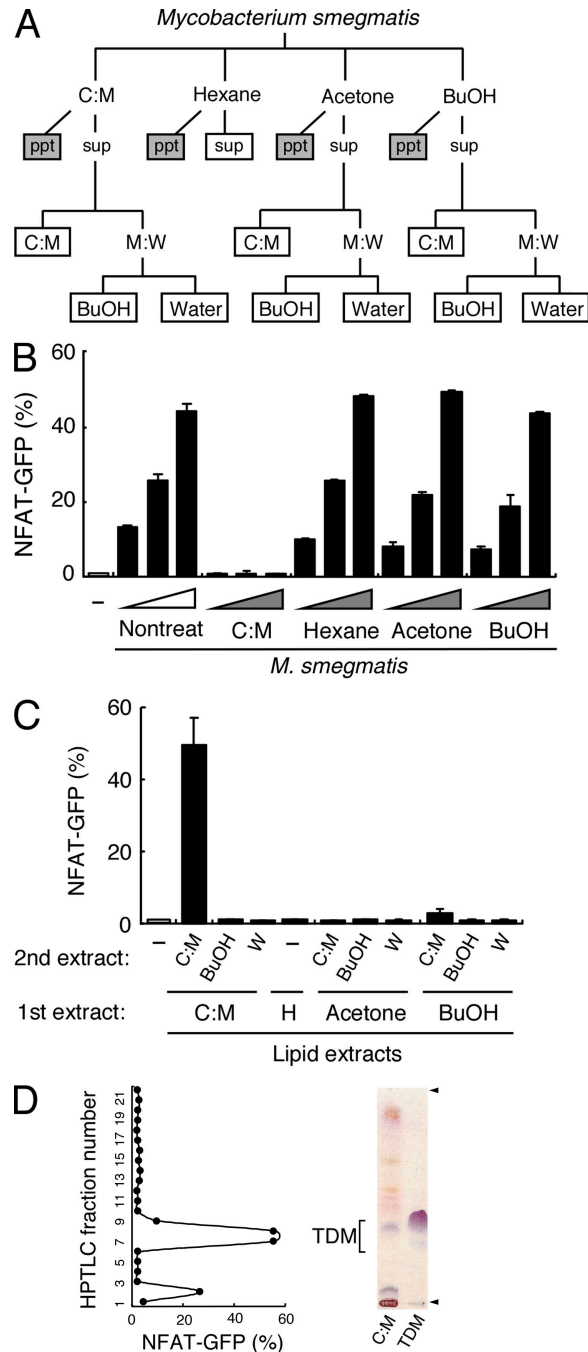 A
Mycobacterium smegmatis
C:M Hexane Acetone BuOH
ppt sup ppt sup ppt sup ppt sup
C:M M:W C:M M:W C:M M:W
BuOH Water BuOH Water BuOH Water
B
NFAT-GFP (%)
60
40
20
0
–
Nontreat C:M Hexane Acetone BuOH
M. smegmatis
C
NFAT-GFP (%)
60
40
20
0
2nd extract: – C:M BuOH W – C:M BuOH W C:M BuOH W
1st extract: C:M H Acetone BuOH
Lipid extracts
D
HPTLC fraction number
21
19
17
15
13
11
9
7
5
3
1
0 20 40 60
NFAT-GFP (%)
TDM
C:M TDM